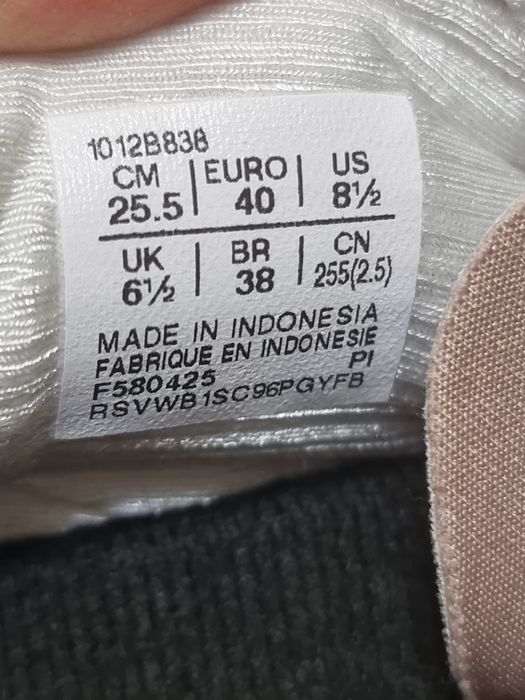 1012B838
CM | EURO | US
25.5 | 40 | 8½
UK | BR | CN
6½ | 38 | 255(2.5)
MADE IN INDONESIA
FABRIQUE EN INDONESIE
F580425 PI
RSVWB1SC96PGYFB